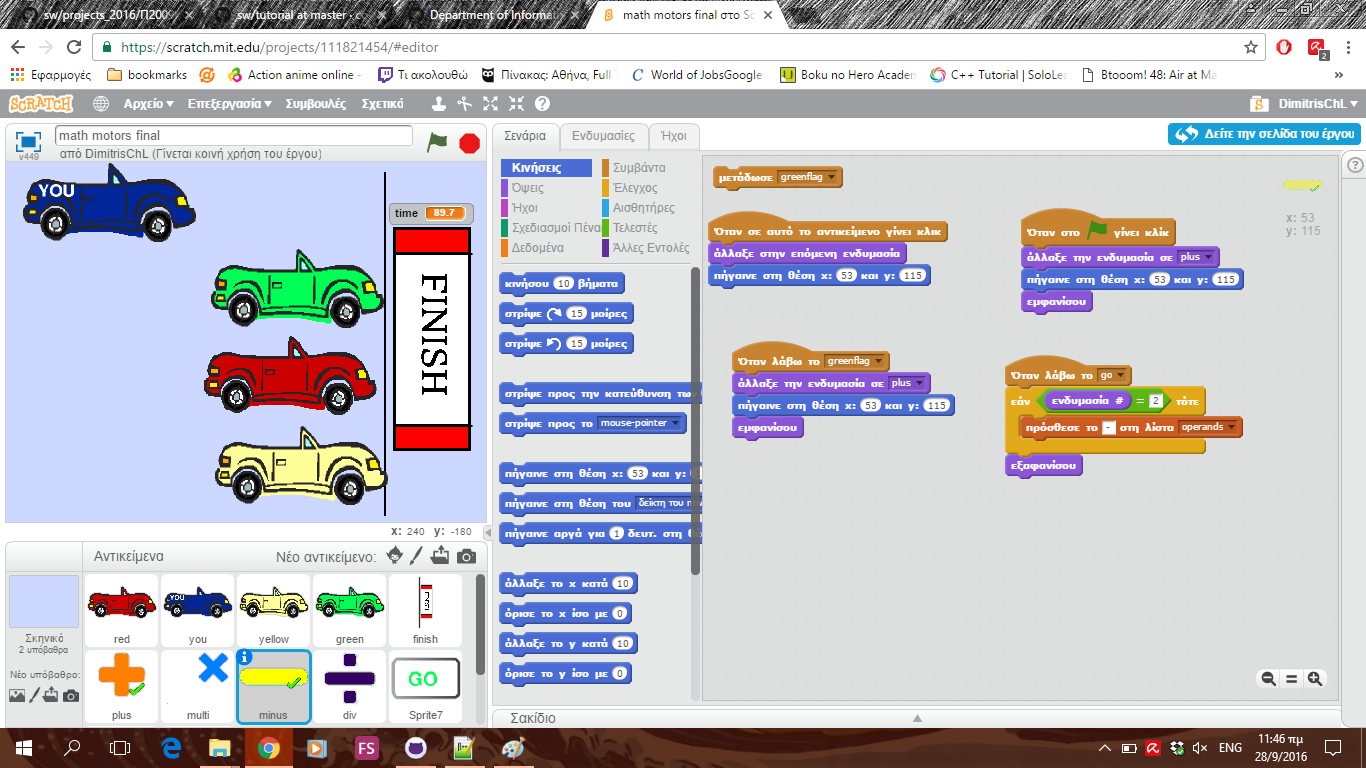 sw/projects_2016/Π200
sw/tutorial at master · c
Department of Informat
math motors final στο Sc
https://scratch.mit.edu/projects/111821454/#editor
Εφαρμογές
bookmarks
Action anime online -
Τι ακολουθώ
Πίνακας: Αθήνα, Full
World of JobsGoogle
Boku no Hero Acaden
C++ Tutorial | SoloLea
Btooom! 48: Air at Ma
SCRATCH
Αρχείο
Επεξεργασία
Συμβουλές
Σχετικά
DimitrisChL
v449
math motors final
από DimitrisChL (Γίνεται κοινή χρήση του έργου)
Σενάρια
Ενδυμασίες
Ήχοι
Δείτε την σελίδα του έργου
YOU
time 89.7
FINISH
x: 240 y: -180
Κινήσεις
Συμβάντα
Όψεις
Έλεγχος
Ήχοι
Αισθητήρες
Σχεδιασμοί Πένα
Τελεστές
Δεδομένα
Άλλες Εντολές
κινήσου 10 βήματα
στρίψε 15 μοίρες
στρίψε 15 μοίρες
στρίψε προς την κατεύθυνση των
στρίψε προς το mouse-pointer
πήγαινε στη θέση x: 53 και y:
πήγαινε στη θέση του δείκτη του π
πήγαινε αργά για 1 δευτ. στη θ
άλλαξε το x κατά 10
όρισε το x ίσο με 0
άλλαξε το y κατά 10
όρισε το y ίσο με 0
μετάδωσε greenflag
Όταν σε αυτό το αντικείμενο γίνει κλικ
άλλαξε στην επόμενη ενδυμασία
πήγαινε στη θέση x: 53 και y: 115
Όταν στο γίνει κλίκ
άλλαξε την ενδυμασία σε plus
πήγαινε στη θέση x: 53 και y: 115
εμφανίσου
x: 53
y: 115
Όταν λάβω το greenflag
άλλαξε την ενδυμασία σε plus
πήγαινε στη θέση x: 53 και y: 115
εμφανίσου
Όταν λάβω το go
εάν ενδυμασία # = 2 τότε
πρόσθεσε το - στη λίστα operands
εξαφανίσου
Αντικείμενα
Νέο αντικείμενο:
Σκηνικό
2 υπόβαθρα
Νέο υπόβαθρο:
YOU
red
you
yellow
green
finish
GO
plus
multi
minus
div
Sprite7
Σακίδιο
FS
ENG
11:46 πμ
28/9/2016